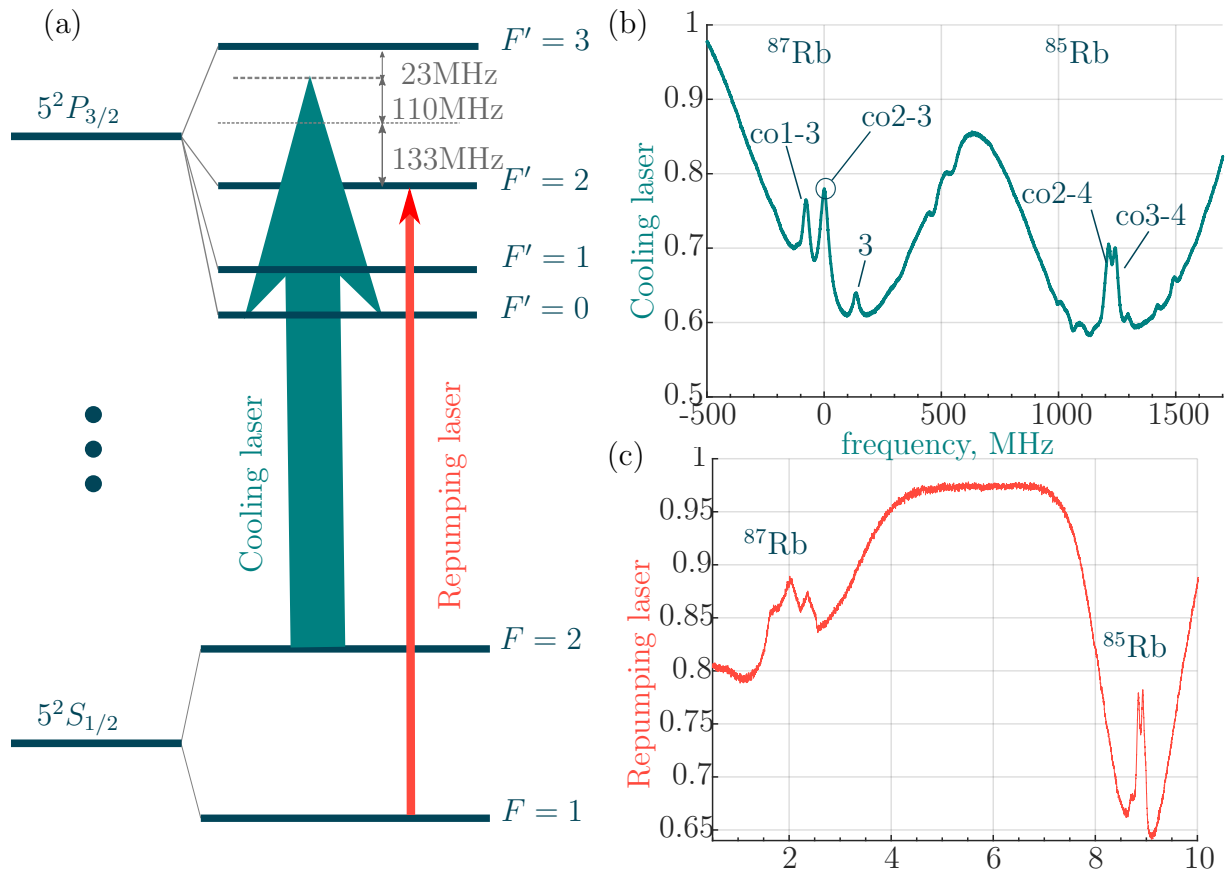 (a)
F′ = 3
23MHz
110MHz
5²P₃/₂
133MHz
F′ = 2
F′ = 1
F′ = 0
Cooling laser
Repumping laser
F = 2
5²S₁/₂
F = 1
(b)
Cooling laser
1
0.9
0.8
0.7
0.6
0.5
⁸⁷Rb
⁸⁵Rb
co1-3
co2-3
3
co2-4
co3-4
-500
0
500
1000
1500
frequency, MHz
(c)
Repumping laser
1
0.95
0.9
0.85
0.8
0.75
0.7
0.65
⁸⁷Rb
⁸⁵Rb
2
4
6
8
10